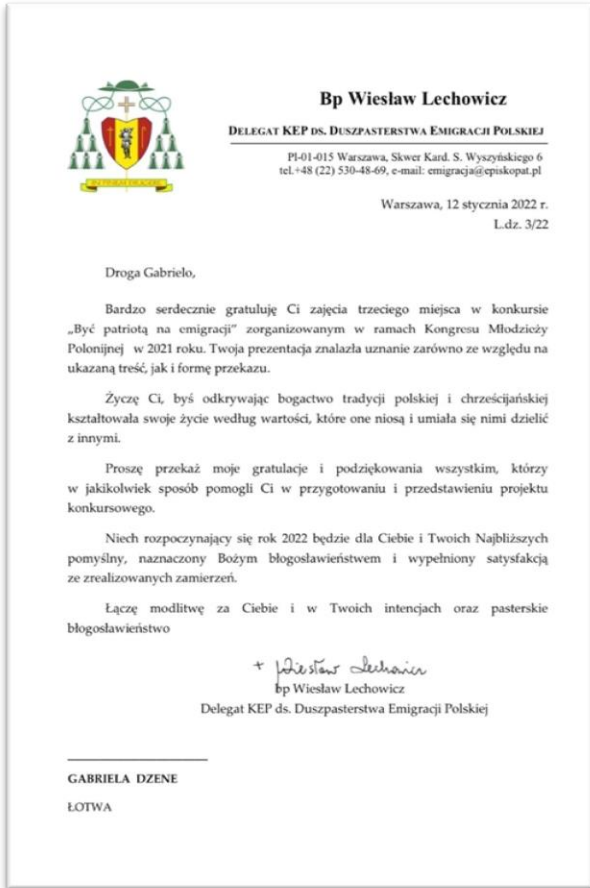 Bp Wiesław Lechowicz
DELEGAT KEP DS. DUSZPASTERSTWA EMIGRACJI POLSKIEJ
Pl-01-015 Warszawa, Skwer Kard. S. Wyszyńskiego 6
tel.+48 (22) 530-48-69, e-mail: emigracja@episkopat.pl
Warszawa, 12 stycznia 2022 r.
L.dz. 3/22
Droga Gabrielo,
Bardzo serdecznie gratuluję Ci zajęcia trzeciego miejsca w konkursie
„Być patriotą na emigracji” zorganizowanym w ramach Kongresu Młodzieży
Polonijnej w 2021 roku. Twoja prezentacja znalazła uznanie zarówno ze względu na
ukazaną treść, jak i formę przekazu.
Życzę Ci, byś odkrywając bogactwo tradycji polskiej i chrześcijańskiej
kształtowała swoje życie według wartości, które one niosą i umiała się nimi dzielić
z innymi.
Proszę przekaż moje gratulacje i podziękowania wszystkim, którzy
w jakikolwiek sposób pomogli Ci w przygotowaniu i przedstawieniu projektu
konkursowego.
Niech rozpoczynający się rok 2022 będzie dla Ciebie i Twoich Najbliższych
pomyślny, naznaczony Bożym błogosławieństwem i wypełniony satysfakcją
ze zrealizowanych zamierzeń.
Łączę modlitwę za Ciebie i w Twoich intencjach oraz pasterskie
błogosławieństwo
+ Wiesław Lechowicz
bp Wiesław Lechowicz
Delegat KEP ds. Duszpasterstwa Emigracji Polskiej
GABRIELA DZENE
ŁOTWA